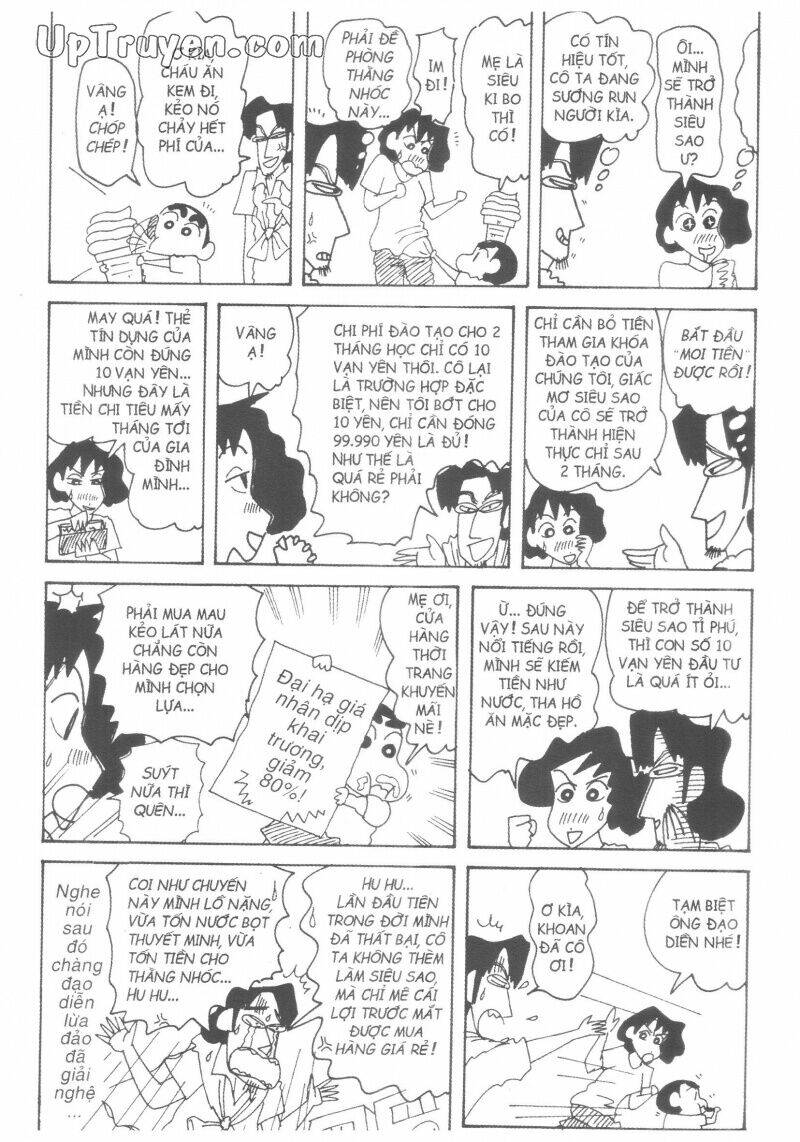 UpTruyen.com
ÔI...
MÌNH
SẼ TRỞ
THÀNH
SIÊU
SAO
Ư?
CÓ TÍN
HIỆU TỐT,
CÔ TA ĐANG
SƯỚNG RUN
NGƯỜI KÌA.
MẸ LÀ
SIÊU
KI BO
THÌ
CÓ!
IM
ĐI!
PHẢI ĐỀ
PHÒNG
THẰNG
NHÓC
NÀY...
Ơ KÌA,
CHÁU ĂN
KEM ĐI,
KẺO NÓ
CHẢY HẾT
PHÍ CỦA...
VÂNG
Ạ!
CHÓP
CHÉP!
BẮT ĐẦU
"MOI TIỀN"
ĐƯỢC RỒI!
CHỈ CẦN BỎ TIỀN
THAM GIA KHÓA
ĐÀO TẠO CỦA
CHÚNG TÔI, GIẤC
MƠ SIÊU SAO
CỦA CÔ SẼ TRỞ
THÀNH HIỆN
THỰC CHỈ SAU
2 THÁNG.
CHI PHÍ ĐÀO TẠO CHO 2
THÁNG HỌC CHỈ CÓ 10
VẠN YÊN THÔI. CÔ LẠI
LÀ TRƯỜNG HỢP ĐẶC
BIỆT, NÊN TÔI BỚT CHO
10 YÊN, CHỈ CẦN ĐÓNG
99.990 YÊN LÀ ĐỦ!
NHƯ THẾ LÀ
QUÁ RẺ PHẢI
KHÔNG?
VÂNG
Ạ!
MAY QUÁ! THẺ
TÍN DỤNG CỦA
MÌNH CÒN ĐÚNG
10 VẠN YÊN...
NHƯNG ĐÂY LÀ
TIỀN CHI TIÊU MẤY
THÁNG TỚI
CỦA GIA
ĐÌNH
MÌNH...
ĐỂ TRỞ THÀNH
SIÊU SAO TỈ PHÚ,
THÌ CON SỐ 10
VẠN YÊN ĐẦU TƯ
LÀ QUÁ ÍT ỎI...
Ừ... ĐÚNG
VẬY! SAU NÀY
NỔI TIẾNG RỒI,
MÌNH SẼ KIẾM
TIỀN NHƯ
NƯỚC, THA HỒ
ĂN MẶC ĐẸP.
MẸ ƠI,
CỬA
HÀNG
THỜI
TRANG
KHUYẾN
MÃI
NÈ!
Đại hạ giá
nhân dịp
khai
trương,
giảm
80%!
PHẢI MUA MAU
KẺO LÁT NỮA
CHẲNG CÒN
HÀNG ĐẸP CHO
MÌNH CHỌN
LỰA...
SUÝT
NỮA THÌ
QUÊN...
TẠM BIỆT
ÔNG ĐẠO
DIỄN NHÉ!
Ơ KÌA,
KHOAN
ĐÃ CÔ
ƠI!
HU HU...
LẦN ĐẦU TIÊN
TRONG ĐỜI MÌNH
ĐÃ THẤT BẠI, CÔ
TA KHÔNG THÈM
LÀM SIÊU SAO,
MÀ CHỈ MÊ CÁI
LỢI TRƯỚC MẮT
ĐƯỢC MUA
HÀNG GIÁ RẺ!
COI NHƯ CHUYẾN
NÀY MÌNH LỖ NẶNG,
VỪA TỐN NƯỚC BỌT
THUYẾT MINH, VỪA
TỐN TIỀN CHO
THẰNG NHÓC...
HU HU...
Nghe
nói
sau
đó
chàng
đạo
diễn
lừa
đảo
đã
giải
nghệ
...